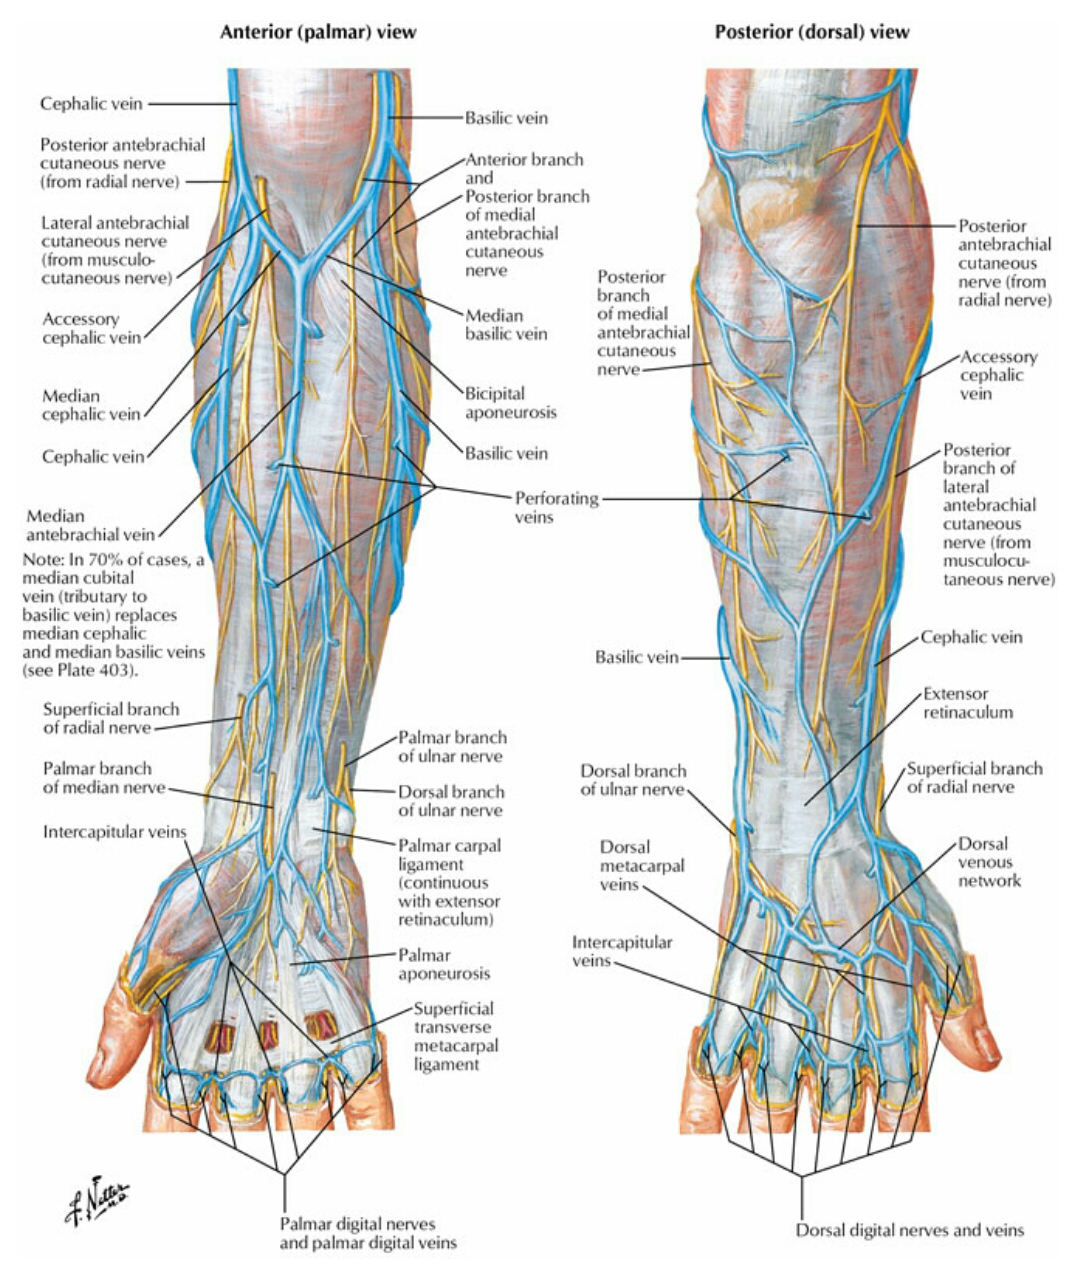 Anterior (palmar) view
Cephalic vein
Posterior antebrachial
cutaneous nerve
(from radial nerve)
Lateral antebrachial
cutaneous nerve
(from musculo-
cutaneous nerve)
Accessory
cephalic vein
Median
cephalic vein
Cephalic vein
Median
antebrachial vein
Note: In 70% of cases, a
median cubital
vein (tributary to
basilic vein) replaces
median cephalic
and median basilic veins
(see Plate 403).
Superficial branch
of radial nerve
Palmar branch
of median nerve
Intercapitular veins
Basilic vein
Anterior branch
and
Posterior branch
of medial
antebrachial
cutaneous
nerve
Median
basilic vein
Bicipital
aponeurosis
Basilic vein
Perforating
veins
Palmar branch
of ulnar nerve
Dorsal branch
of ulnar nerve
Palmar carpal
ligament
(continuous
with extensor
retinaculum)
Palmar
aponeurosis
Superficial
transverse
metacarpal
ligament
Palmar digital nerves
and palmar digital veins
F. Netter
M.D.
Posterior (dorsal) view
Posterior
branch
of medial
antebrachial
cutaneous
nerve
Basilic vein
Dorsal branch
of ulnar nerve
Dorsal
metacarpal
veins
Intercapitular
veins
Posterior
antebrachial
cutaneous
nerve (from
radial nerve)
Accessory
cephalic
vein
Posterior
branch of
lateral
antebrachial
cutaneous
nerve (from
musculocu-
taneous nerve)
Cephalic vein
Extensor
retinaculum
Superficial branch
of radial nerve
Dorsal
venous
network
Dorsal digital nerves and veins